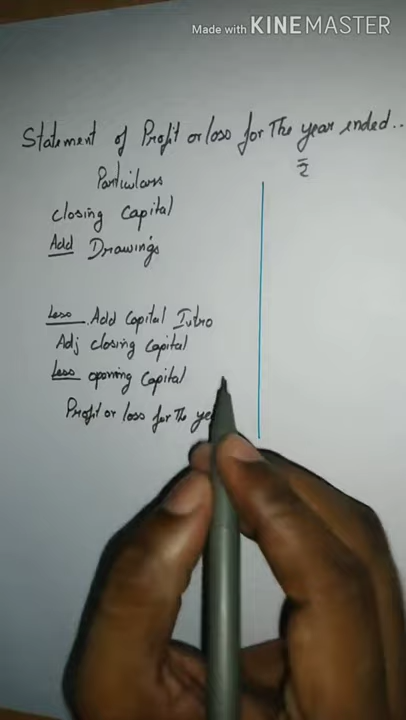 Made with KINEMASTER
Statement of Profit or loss for The year ended..
Particulars
₹
closing Capital
Add Drawings
Less Add Capital Intro
Adj closing Capital
Less opening Capital
Profit or loss for The ye